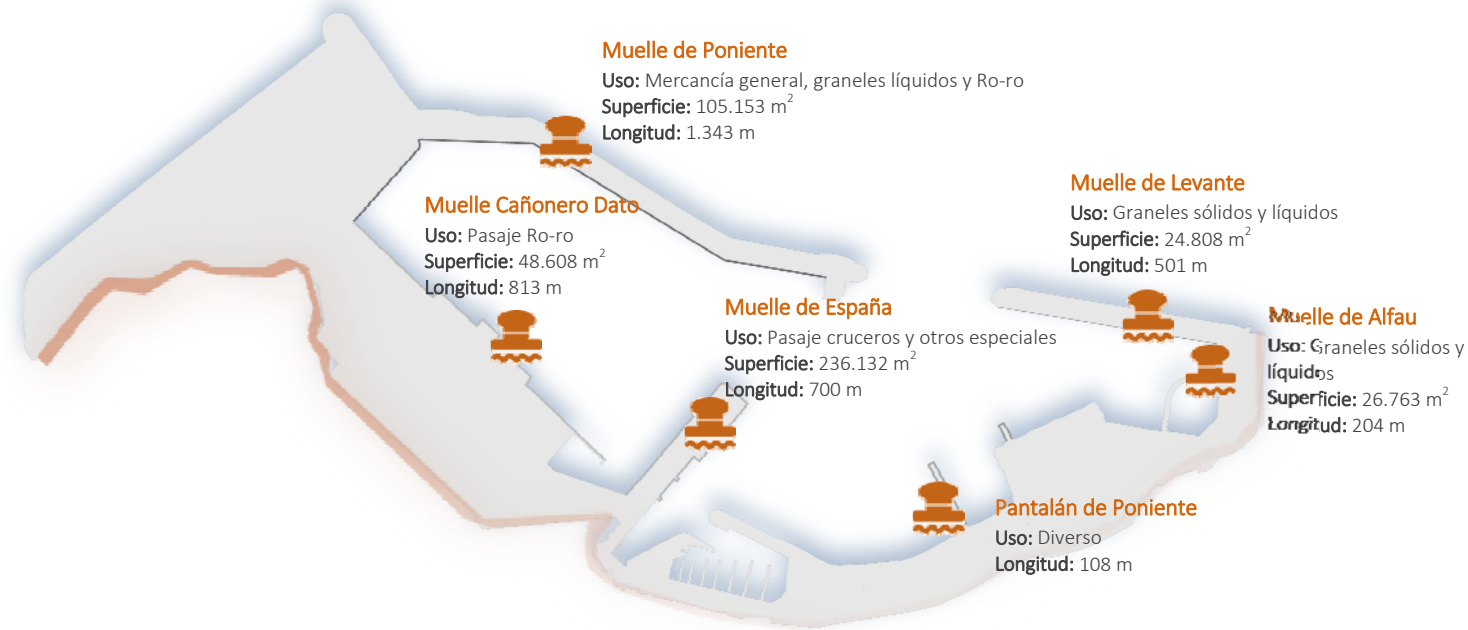 Muelle de Poniente
Uso: Mercancía general, graneles líquidos y Ro-ro
Superficie: 105.153 m²
Longitud: 1.343 m
Muelle Cañonero Dato
Uso: Pasaje Ro-ro
Superficie: 48.608 m²
Longitud: 813 m
Muelle de Levante
Uso: Graneles sólidos y líquidos
Superficie: 24.808 m²
Longitud: 501 m
Muelle de España
Uso: Pasaje cruceros y otros especiales
Superficie: 236.132 m²
Longitud: 700 m
Muelle de Alfau
Uso: Graneles sólidos y
líquidos
Superficie: 26.763 m²
Longitud: 204 m
Pantalán de Poniente
Uso: Diverso
Longitud: 108 m